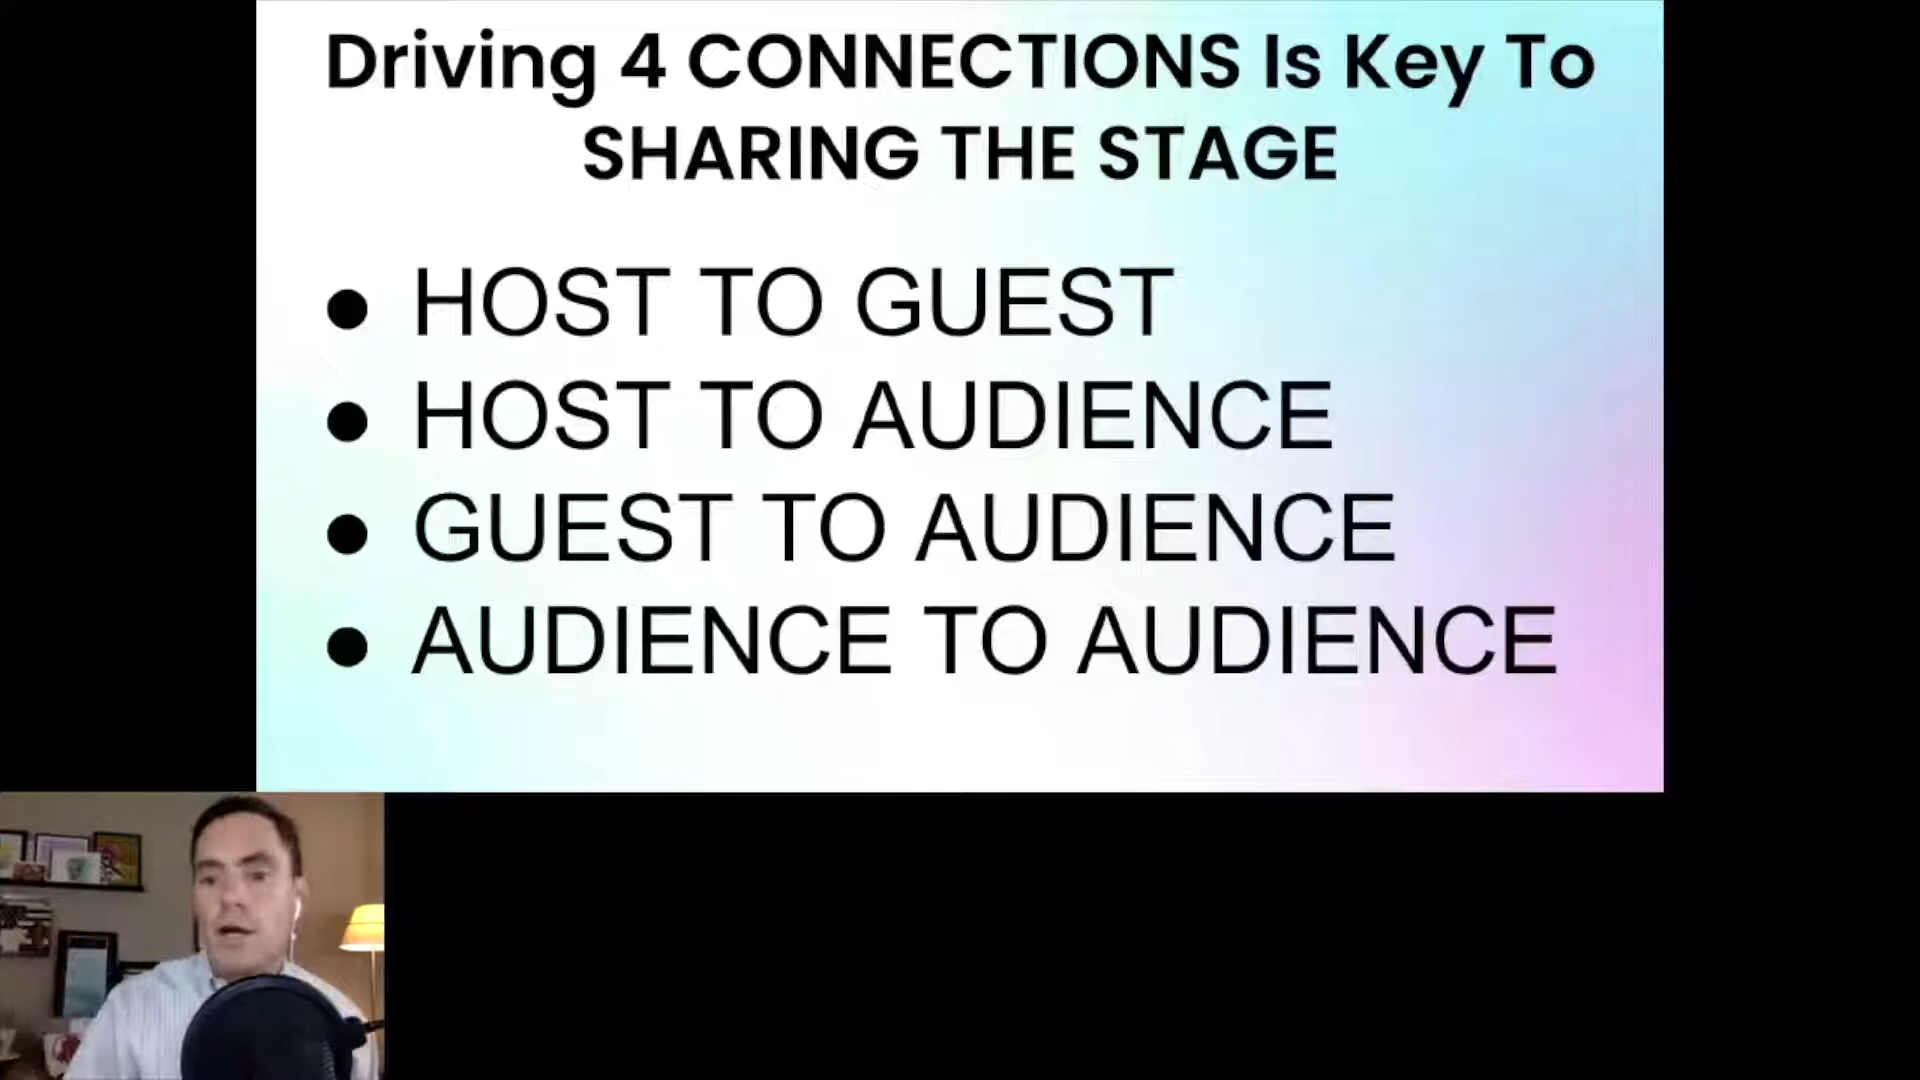 Driving 4 CONNECTIONS Is Key To
SHARING THE STAGE
● HOST TO GUEST
● HOST TO AUDIENCE
● GUEST TO AUDIENCE
● AUDIENCE TO AUDIENCE